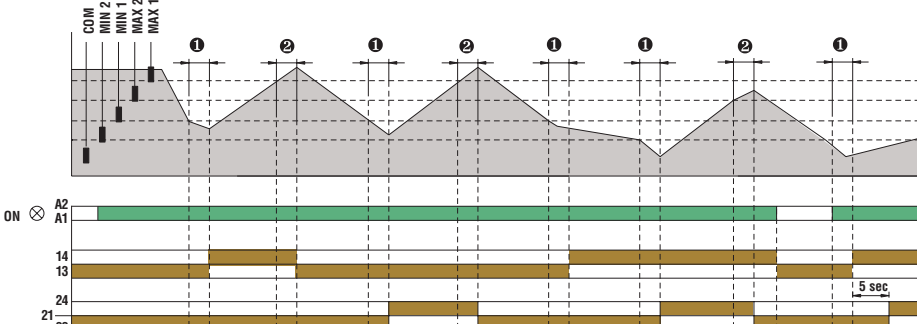 COM
MIN 2
MIN 1
MAX 2
MAX 1
❶ ❷ ❶ ❷ ❶ ❶ ❷ ❶
A2
ON A1
14
13
5 sec
24
21